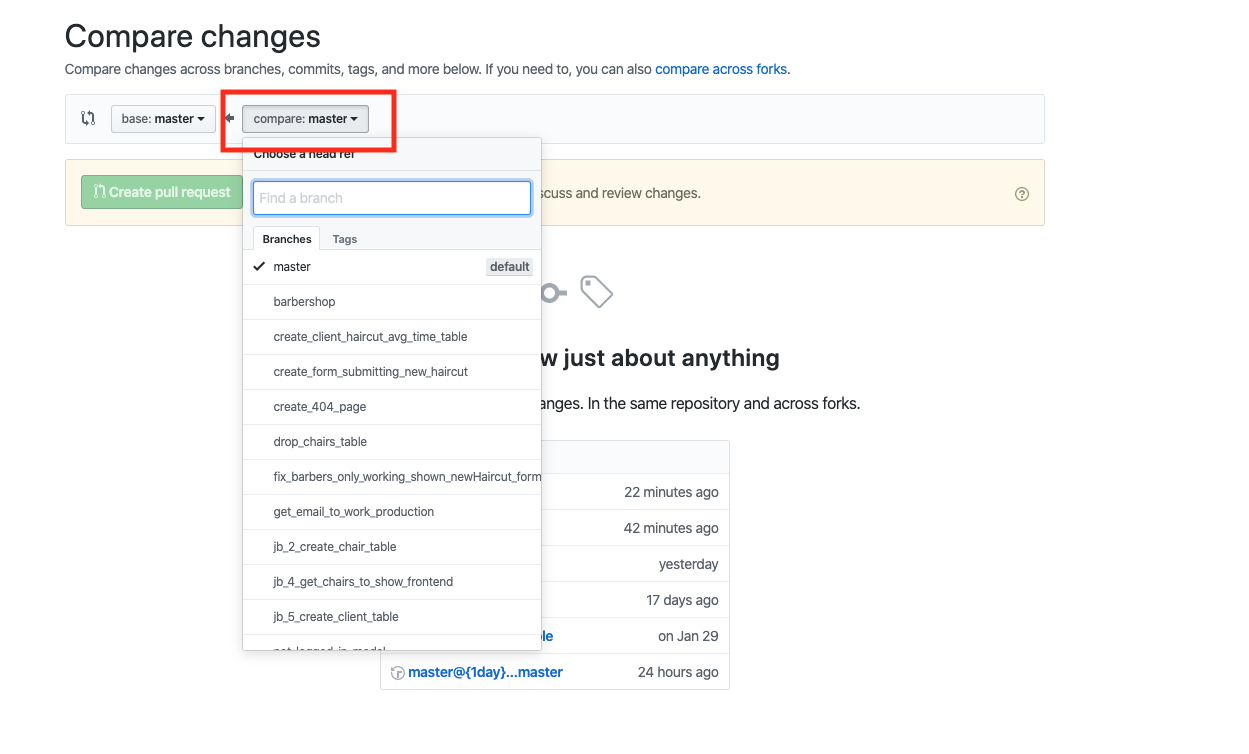 Compare changes
Compare changes across branches, commits, tags, and more below. If you need to, you can also compare across forks.
base: master
compare: master
Choose a head ref
Create pull request
scuss and review changes.
Find a branch
Branches Tags
master default
barbershop
create_client_haircut_avg_time_table
create_form_submitting_new_haircut
create_404_page
drop_chairs_table
fix_barbers_only_working_shown_newHaircut_form
get_email_to_work_production
jb_2_create_chair_table
jb_4_get_chairs_to_show_frontend
jb_5_create_client_table
w just about anything
anges. In the same repository and across forks.
22 minutes ago
42 minutes ago
yesterday
17 days ago
ole on Jan 29
master@{1day}...master 24 hours ago